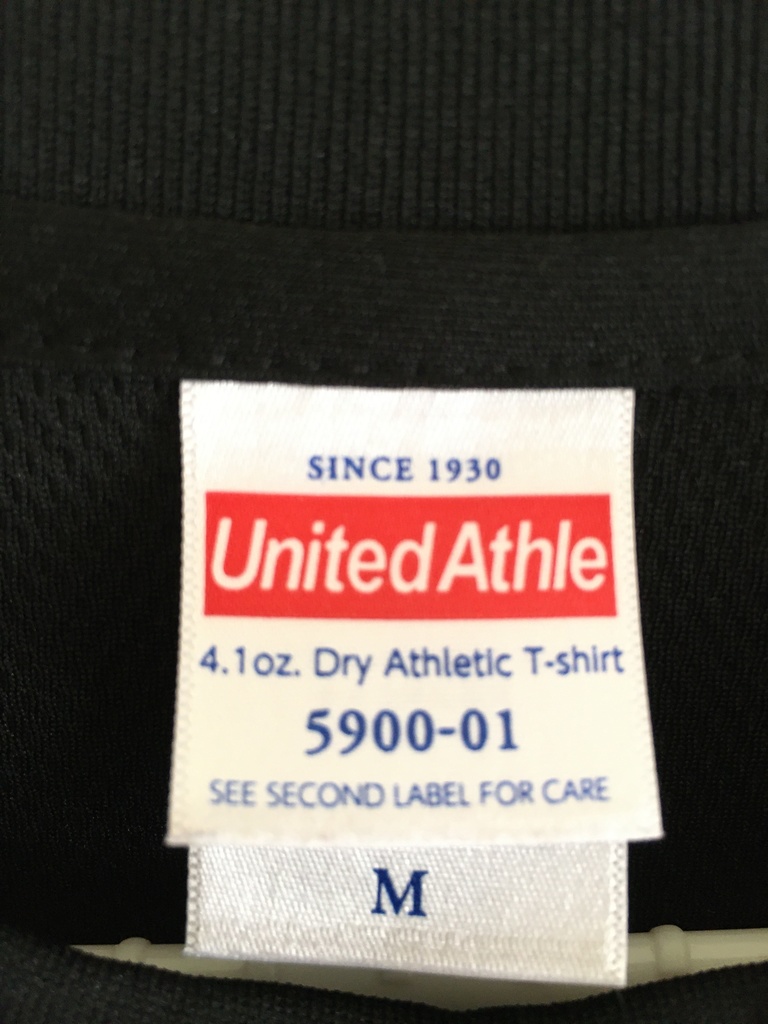 SINCE 1930
United Athle
4.1oz. Dry Athletic T-shirt
5900-01
SEE SECOND LABEL FOR CARE
M